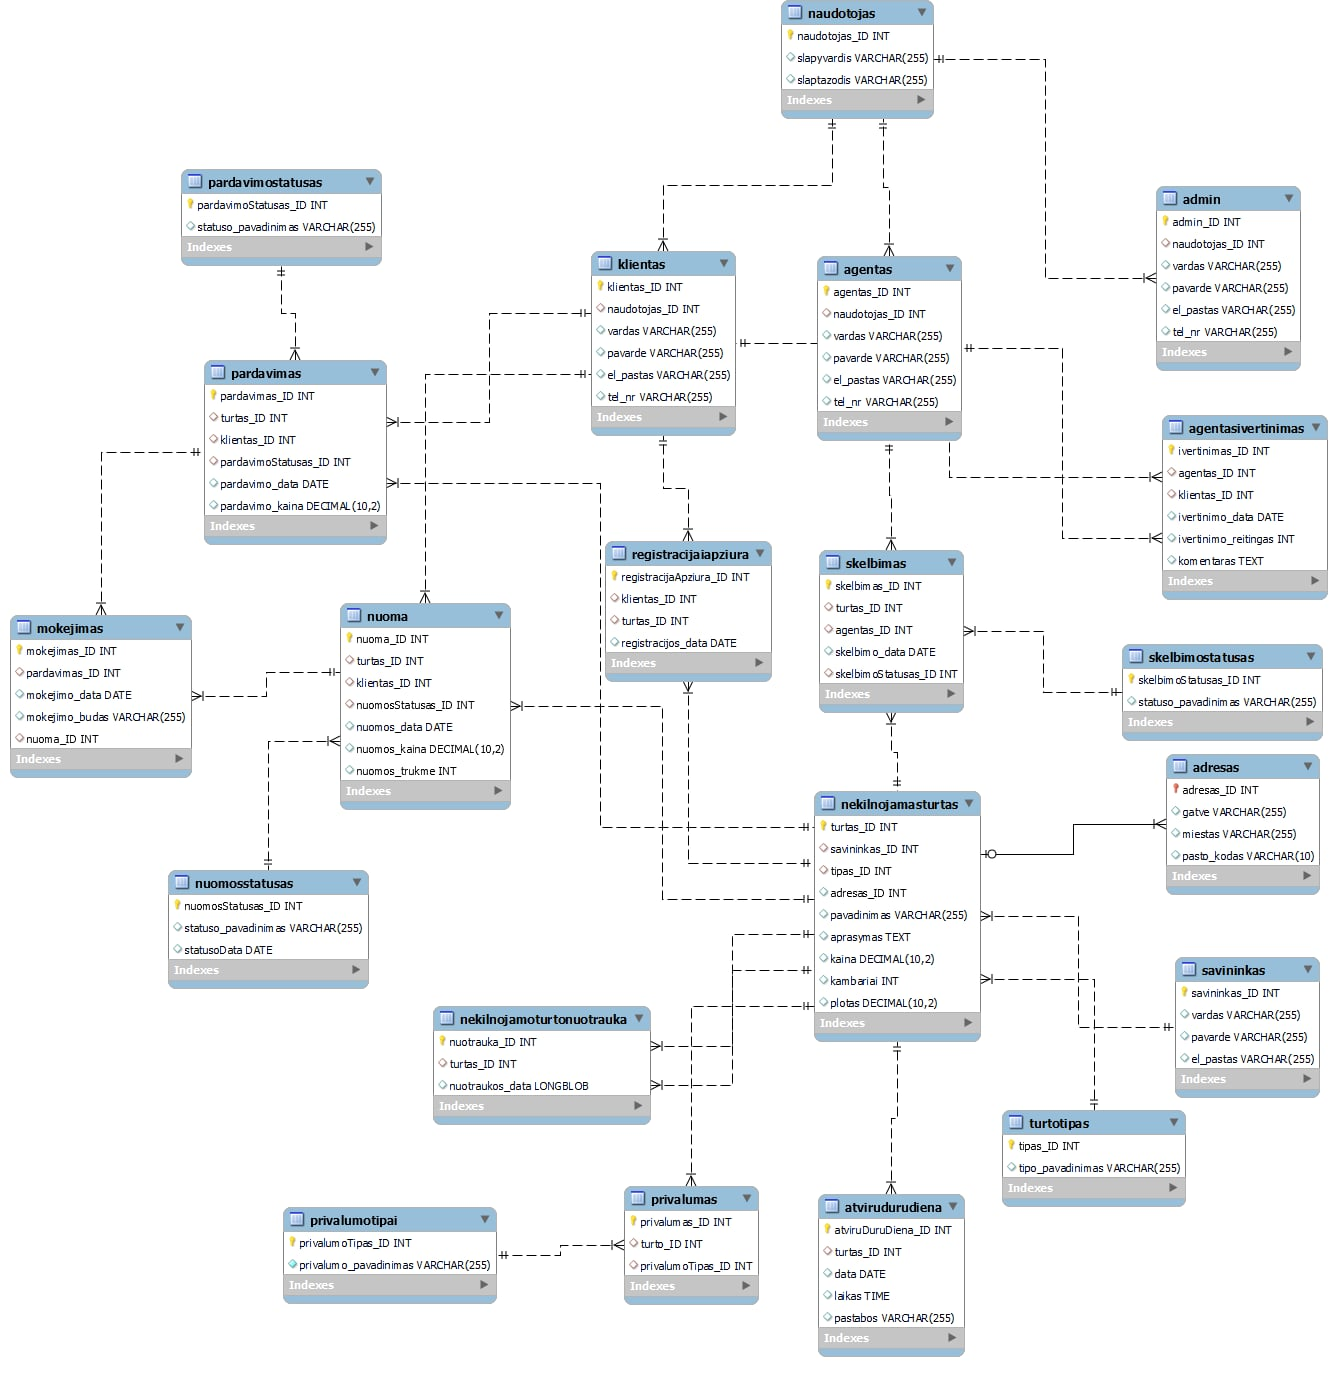 naudotojas
naudotojas_ID INT
slapyvardis VARCHAR(255)
slaptazodis VARCHAR(255)
Indexes
pardavimostatusas
pardavimoStatusas_ID INT
statuso_pavadinimas VARCHAR(255)
Indexes
admin
admin_ID INT
naudotojas_ID INT
vardas VARCHAR(255)
pavarde VARCHAR(255)
el_pastas VARCHAR(255)
tel_nr VARCHAR(255)
Indexes
klientas
klientas_ID INT
naudotojas_ID INT
vardas VARCHAR(255)
pavarde VARCHAR(255)
el_pastas VARCHAR(255)
tel_nr VARCHAR(255)
Indexes
agentas
agentas_ID INT
naudotojas_ID INT
vardas VARCHAR(255)
pavarde VARCHAR(255)
el_pastas VARCHAR(255)
tel_nr VARCHAR(255)
Indexes
pardavimas
pardavimas_ID INT
turtas_ID INT
klientas_ID INT
pardavimoStatusas_ID INT
pardavimo_data DATE
pardavimo_kaina DECIMAL(10,2)
Indexes
agentasivertinimas
ivertinimas_ID INT
agentas_ID INT
klientas_ID INT
ivertinimo_data DATE
ivertinimo_reitingas INT
komentaras TEXT
Indexes
registracijaiapziura
registracijaApziura_ID INT
klientas_ID INT
turtas_ID INT
registracijos_data DATE
Indexes
skelbimas
skelbimas_ID INT
turtas_ID INT
agentas_ID INT
skelbimo_data DATE
skelbimoStatusas_ID INT
Indexes
mokejimas
mokejimas_ID INT
pardavimas_ID INT
mokejimo_data DATE
mokejimo_budas VARCHAR(255)
nuoma_ID INT
Indexes
nuoma
nuoma_ID INT
turtas_ID INT
klientas_ID INT
nuomosStatusas_ID INT
nuomos_data DATE
nuomos_kaina DECIMAL(10,2)
nuomos_trukme INT
Indexes
skelbimostatusas
skelbimoStatusas_ID INT
statuso_pavadinimas VARCHAR(255)
Indexes
adresas
adresas_ID INT
gatve VARCHAR(255)
miestas VARCHAR(255)
pasto_kodas VARCHAR(10)
Indexes
nekilnojamasturtas
turtas_ID INT
savininkas_ID INT
tipas_ID INT
adresas_ID INT
pavadinimas VARCHAR(255)
aprasymas TEXT
kaina DECIMAL(10,2)
kambariai INT
plotas DECIMAL(10,2)
Indexes
nuomosstatusas
nuomosStatusas_ID INT
statuso_pavadinimas VARCHAR(255)
statusoData DATE
Indexes
savininkas
savininkas_ID INT
vardas VARCHAR(255)
pavarde VARCHAR(255)
el_pastas VARCHAR(255)
Indexes
nekilnojamoturtonuotrauka
nuotrauka_ID INT
turtas_ID INT
nuotraukos_data LONGBLOB
Indexes
turtotipas
tipas_ID INT
tipo_pavadinimas VARCHAR(255)
Indexes
privalumotipai
privalumoTipas_ID INT
privalumo_pavadinimas VARCHAR(255)
Indexes
privalumas
privalumas_ID INT
turto_ID INT
privalumoTipas_ID INT
Indexes
atvirudurudiena
atviruDuruDiena_ID INT
turtas_ID INT
data DATE
laikas TIME
pastabos VARCHAR(255)
Indexes